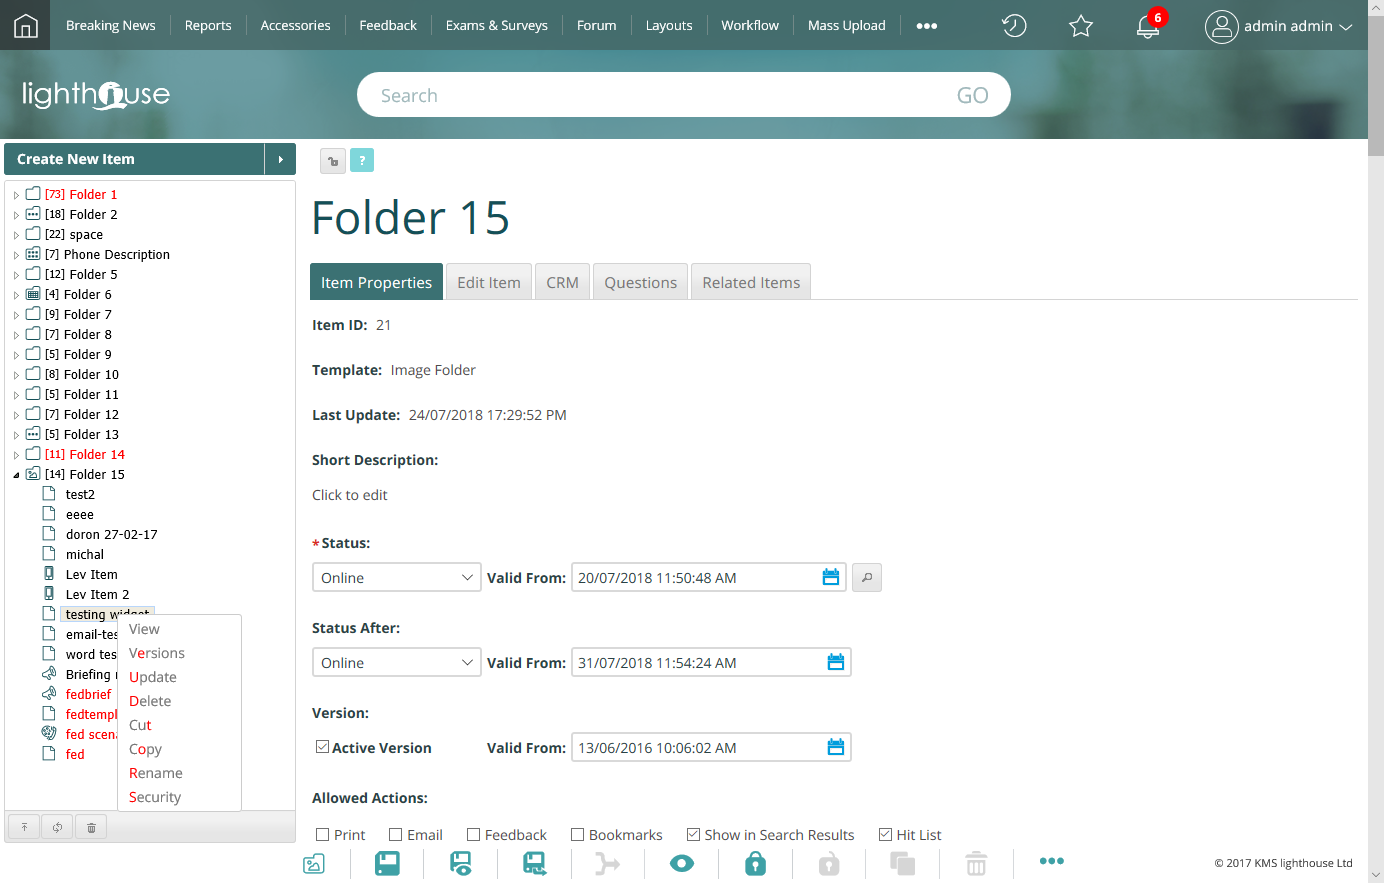 Breaking News Reports Accessories Feedback Exams & Surveys Forum Layouts Workflow Mass Upload ••• 6 admin admin
lighthouse
Search GO
Create New Item
?
[73] Folder 1
[18] Folder 2
[22] space
[7] Phone Description
[12] Folder 5
[4] Folder 6
[9] Folder 7
[7] Folder 8
[5] Folder 9
[8] Folder 10
[5] Folder 11
[7] Folder 12
[5] Folder 13
[11] Folder 14
[14] Folder 15
test2
eeee
doron 27-02-17
michal
Lev Item
Lev Item 2
testing widget
email-tes
word tes
Briefing
fedbrief
fedtempl
fed scena
fed
View
Versions
Update
Delete
Cut
Copy
Rename
Security
Folder 15
Item Properties Edit Item CRM Questions Related Items
Item ID: 21
Template: Image Folder
Last Update: 24/07/2018 17:29:52 PM
Short Description:
Click to edit
*Status:
Online Valid From: 20/07/2018 11:50:48 AM
Status After:
Online Valid From: 31/07/2018 11:54:24 AM
Version:
Active Version Valid From: 13/06/2016 10:06:02 AM
Allowed Actions:
Print Email Feedback Bookmarks Show in Search Results Hit List
••• © 2017 KMS lighthouse Ltd